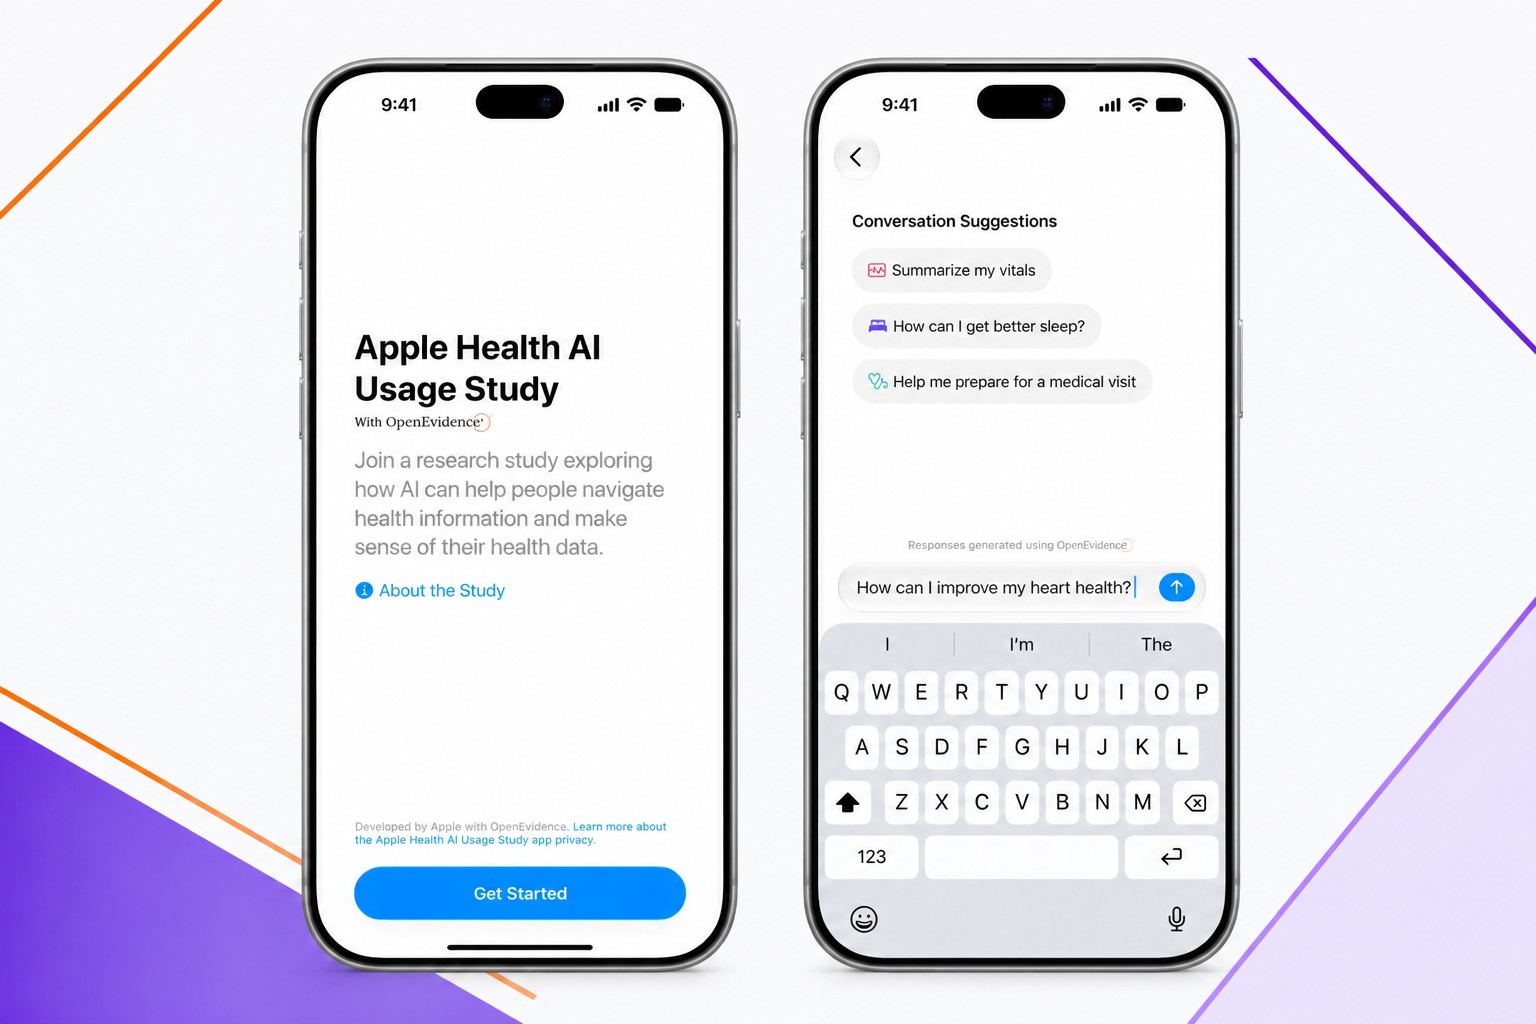 9:41
Apple Health AI
Usage Study
With OpenEvidence
Join a research study exploring
how AI can help people navigate
health information and make
sense of their health data.
About the Study
Developed by Apple with OpenEvidence. Learn more about
the Apple Health AI Usage Study app privacy.
Get Started
9:41
Conversation Suggestions
Summarize my vitals
How can I get better sleep?
Help me prepare for a medical visit
Responses generated using OpenEvidence
How can I improve my heart health?
I I'm The
Q W E R T Y U I O P
A S D F G H J K L
Z X C V B N M
123